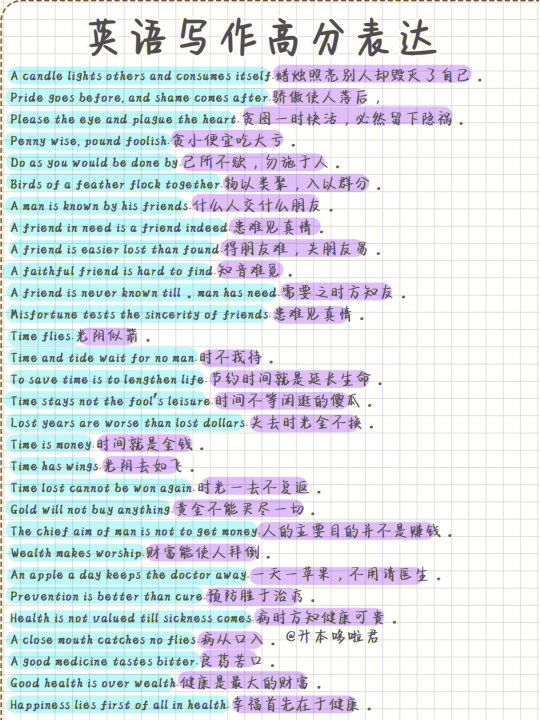 英语写作高分表达
A candle lights others and consumes itself.蜡烛照亮别人却毁灭了自己。
Pride goes before, and shame comes after.骄傲使人落后,
Please the eye and plague the heart.贪图一时快活,必然留下隐祸。
Penny wise, pound foolish.贪小便宜吃大亏。
Do as you would be done by.己所不欲,勿施于人。
Birds of a feather flock together.物以类聚,人以群分。
A man is known by his friends.什么人交什么朋友。
A friend in need is a friend indeed.患难见真情。
A friend is easier lost than found.得朋友难,失朋友易。
A faithful friend is hard to find.知音难觅。
A friend is never known till . man has need.需要之时方知友。
Misfortune tests the sincerity of friends.患难见真情。
Time flies.光阴似箭。
Time and tide wait for no man.时不我待。
To save time is to lengthen life.节约时间就是延长生命。
Time stays not the fool's leisure.时间不等闲逛的傻瓜。
Lost years are worse than lost dollars.失去时光金不换。
Time is money.时间就是金钱。
Time has wings.光阴去如飞。
Time lost cannot be won again.时光一去不复返。
Gold will not buy anything.黄金不能买尽一切。
The chief aim of man is not to get money.人的主要目的并不是赚钱。
Wealth makes worship.财富能使人拜倒。
An apple a day keeps the doctor away.一天一苹果,不用请医生。
Prevention is better than cure.预防胜于治疗。
Health is not valued till sickness comes.病时方知健康可贵。
A close mouth catches no flies.病从口入。 @升本哆啦君
A good medicine tastes bitter.良药苦口。
Good health is over wealth.健康是最大的财富。
Happiness lies first of all in health.幸福首先在于健康。